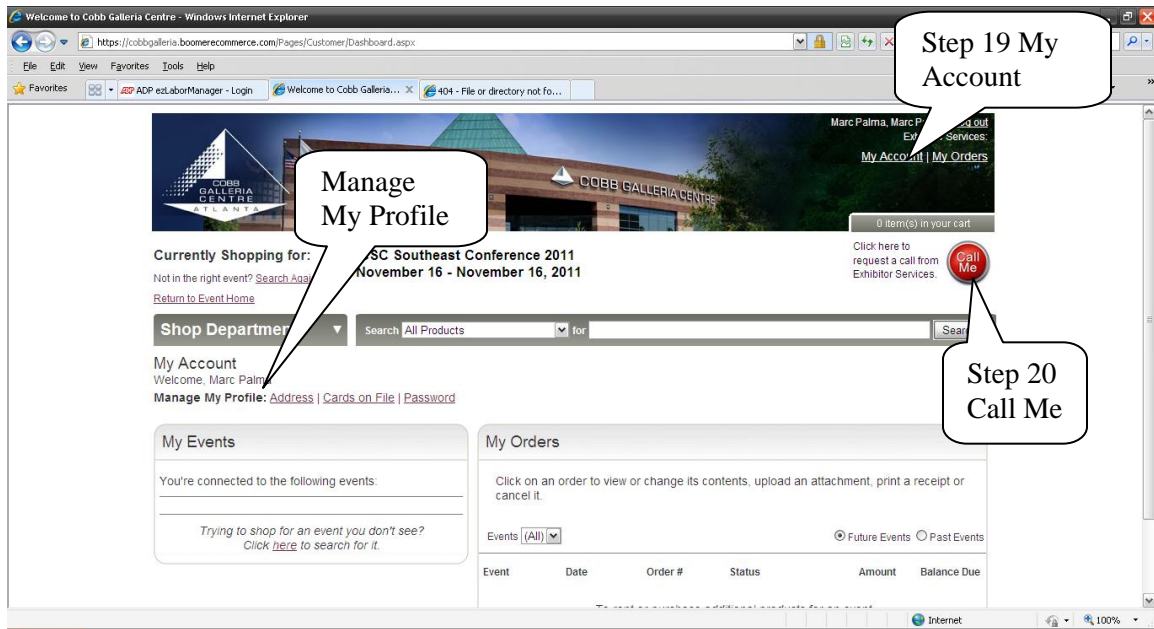 Welcome to Cobb Galleria Centre - Windows Internet Explorer
https://cobbgalleria.boomerecommerce.com/Pages/Customer/Dashboard.aspx
File Edit View Favorites Tools Help
Favorites
ADP ADP ezLaborManager - Login
Welcome to Cobb Galleria...
404 - File or directory not fo...
Step 19 My
Account
Marc Palma, Marc out
Services:
My Account | My Orders
COBB
GALLERIA
CENTRE
ATLANTA
COBB GALLERIA CENTRE
Manage
My Profile
0 item(s) in your cart
Currently Shopping for:
SC Southeast Conference 2011
November 16 - November 16, 2011
Not in the right event? Search
Return to Event Home
Click here to
request a call from
Exhibitor Services.
Call
Me
Shop
Search All Products for
Step 20
Call Me
My Account
Welcome, Marc Palma
Manage My Profile: Address | Cards on File | Password
My Events
You're connected to the following events:
Trying to shop for an event you don't see?
Click here to search for it.
My Orders
Click on an order to view or change its contents, upload an attachment, print a receipt or
cancel it.
Events (All) Future Events Past Events
Event Date Order # Status Amount Balance Due
Internet 100%